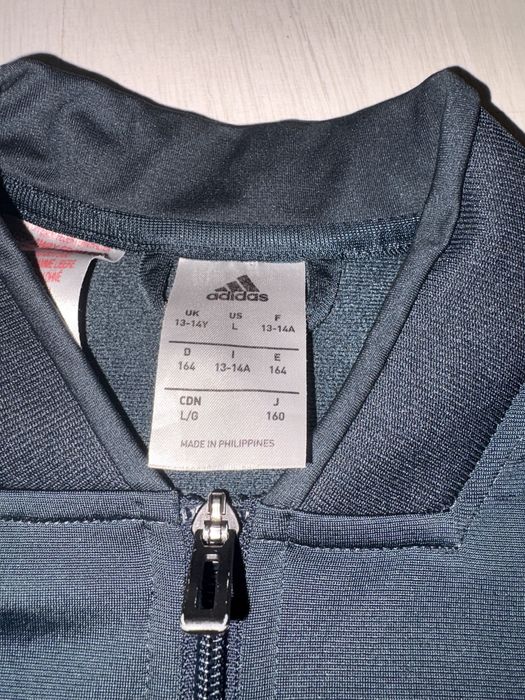 adidas
UK US F
13-14Y L 13-14A
D I E
164 13-14A 164
CDN J
L/G 160
MADE IN PHILIPPINES